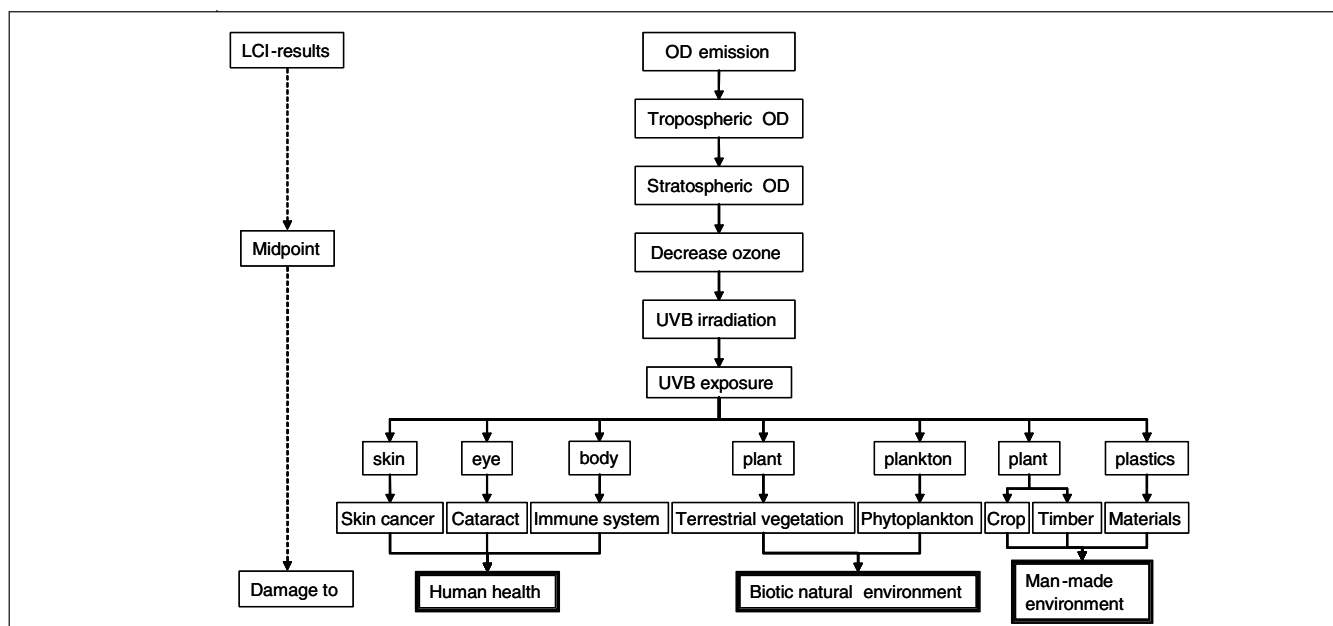 LCI-results
OD emission
Tropospheric OD
Stratospheric OD
Midpoint
Decrease ozone
UVB irradiation
UVB exposure
skin
eye
body
plant
plankton
plant
plastics
Skin cancer
Cataract
Immune system
Terrestrial vegetation
Phytoplankton
Crop
Timber
Materials
Damage to
Human health
Biotic natural environment
Man-made
environment